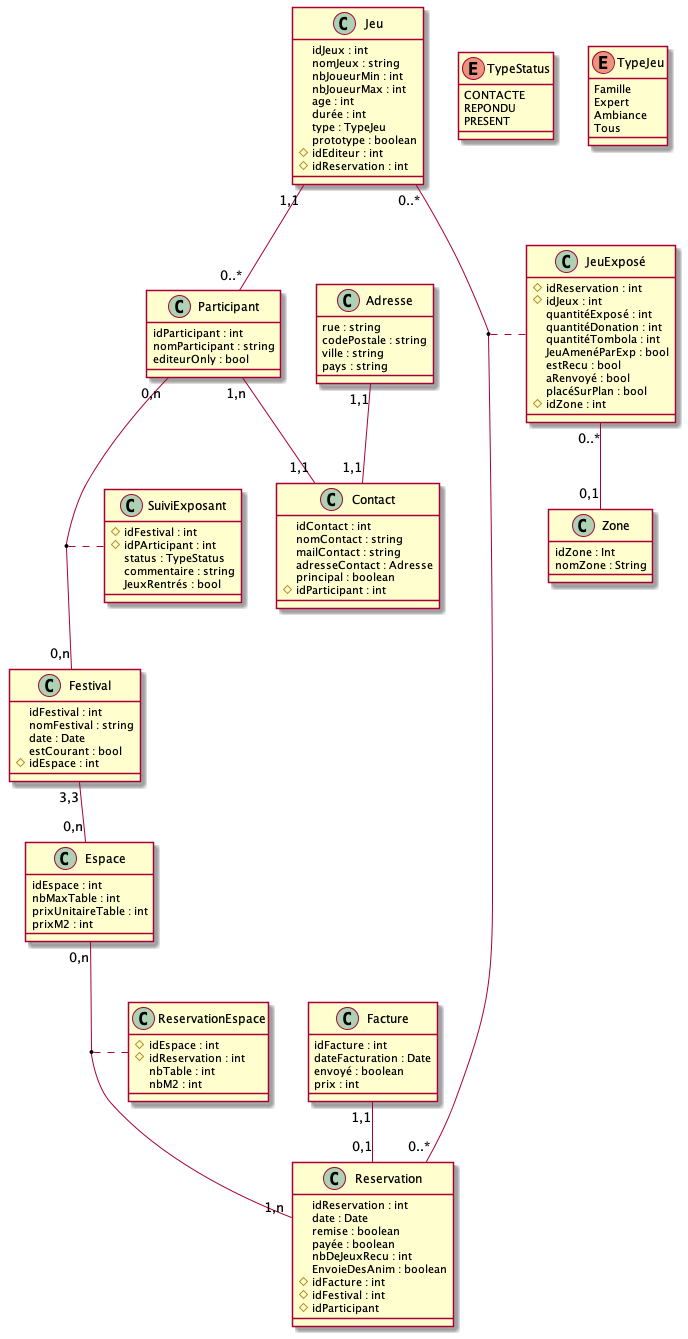 C Jeu
idJeux : int
nomJeux : string
nbJoueurMin : int
nbJoueurMax : int
age : int
durée : int
type : TypeJeu
prototype : boolean
idEditeur : int
idReservation : int
E TypeStatus
CONTACTE
REPONDU
PRESENT
E TypeJeu
Famille
Expert
Ambiance
Tous
1,1
0..*
0..*
C JeuExposé
idReservation : int
idJeux : int
quantitéExposé : int
quantitéDonation : int
quantitéTombola : int
JeuAmenéParExp : bool
estRecu : bool
aRenvoyé : bool
placéSurPlan : bool
idZone : int
C Participant
idParticipant : int
nomParticipant : string
editeurOnly : bool
C Adresse
rue : string
codePostale : string
ville : string
pays : string
0,n
1,n
1,1
0..*
1,1
1,1
0,1
C SuiviExposant
idFestival : int
idPArticipant : int
status : TypeStatus
commentaire : string
JeuxRentrés : bool
C Contact
idContact : int
nomContact : string
mailContact : string
adresseContact : Adresse
principal : boolean
idParticipant : int
C Zone
idZone : Int
nomZone : String
0,n
C Festival
idFestival : int
nomFestival : string
date : Date
estCourant : bool
idEspace : int
3,3
0,n
C Espace
idEspace : int
nbMaxTable : int
prixUnitaireTable : int
prixM2 : int
0,n
C ReservationEspace
idEspace : int
idReservation : int
nbTable : int
nbM2 : int
C Facture
idFacture : int
dateFacturation : Date
envoyé : boolean
prix : int
1,1
0,1
0..*
1,n
C Reservation
idReservation : int
date : Date
remise : boolean
payée : boolean
nbDeJeuxRecu : int
EnvoieDesAnim : boolean
idFacture : int
idFestival : int
idParticipant